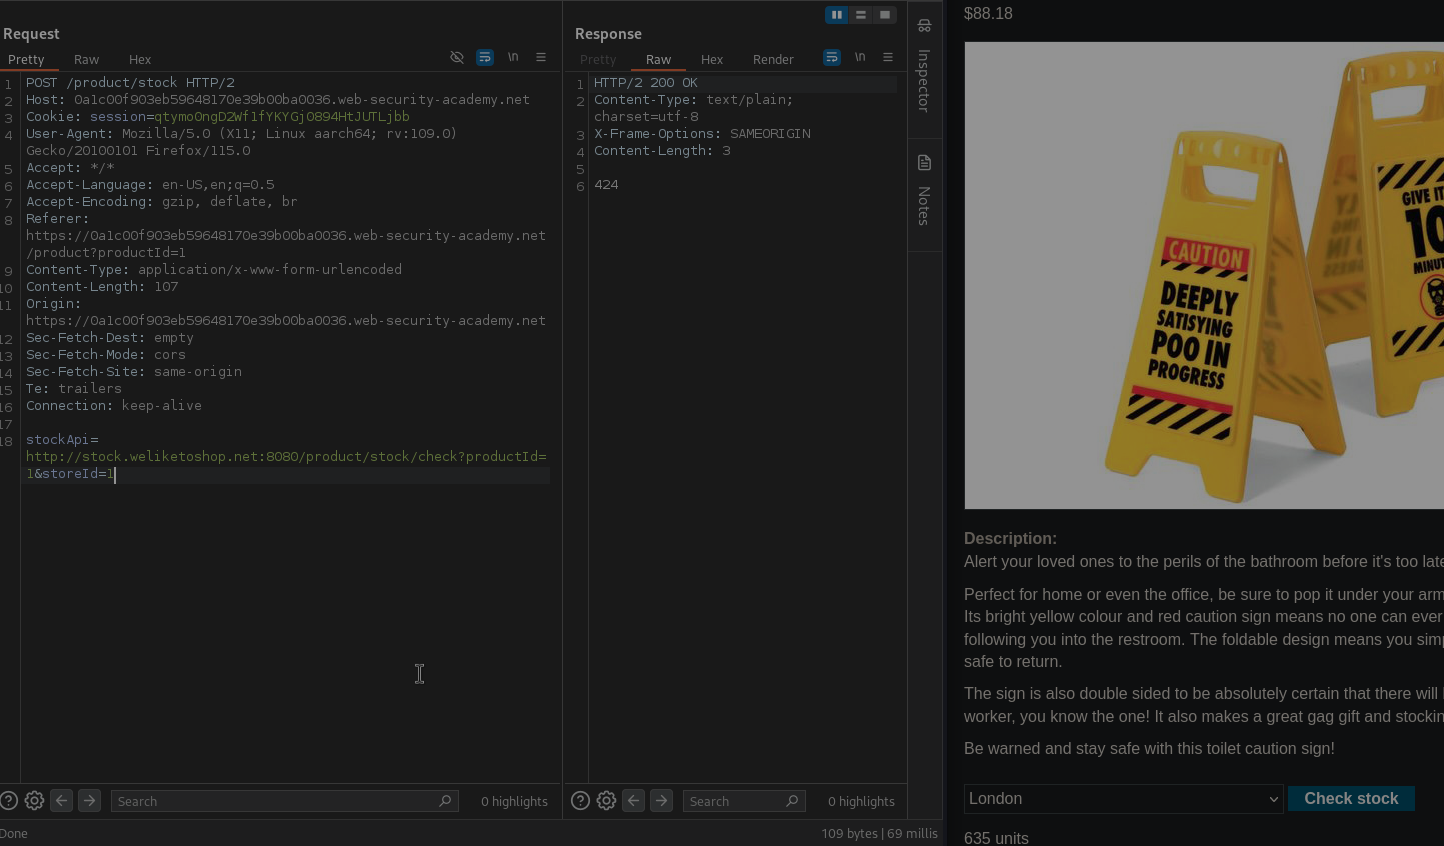 Request
Pretty Raw Hex
\n
1 POST /product/stock HTTP/2
2 Host: 0a1c00f903eb59648170e39b00ba0036.web-security-academy.net
3 Cookie: session=qtymoOngD2Wf1fYKYGj0894HtJUTLjbb
4 User-Agent: Mozilla/5.0 (X11; Linux aarch64; rv:109.0)
Gecko/20100101 Firefox/115.0
5 Accept: */*
6 Accept-Language: en-US,en;q=0.5
7 Accept-Encoding: gzip, deflate, br
8 Referer:
https://0a1c00f903eb59648170e39b00ba0036.web-security-academy.net
/product?productId=1
9 Content-Type: application/x-www-form-urlencoded
10 Content-Length: 107
11 Origin:
https://0a1c00f903eb59648170e39b00ba0036.web-security-academy.net
12 Sec-Fetch-Dest: empty
13 Sec-Fetch-Mode: cors
14 Sec-Fetch-Site: same-origin
15 Te: trailers
16 Connection: keep-alive
17
18 stockApi=
http://stock.weliketoshop.net:8080/product/stock/check?productId=
1&storeId=1
Search
0 highlights
Done
Response
Pretty Raw Hex Render
\n
1 HTTP/2 200 OK
2 Content-Type: text/plain;
charset=utf-8
3 X-Frame-Options: SAMEORIGIN
4 Content-Length: 3
5
6 424
Search
0 highlights
109 bytes | 69 millis
Inspector
Notes
$88.18
CAUTION
DEEPLY
SATISYING
POO IN
PROGRESS
GIVE IT
10
MINUT
Description:
Alert your loved ones to the perils of the bathroom before it's too late
Perfect for home or even the office, be sure to pop it under your arm
Its bright yellow colour and red caution sign means no one can ever
following you into the restroom. The foldable design means you simp
safe to return.
The sign is also double sided to be absolutely certain that there will
worker, you know the one! It also makes a great gag gift and stockin
Be warned and stay safe with this toilet caution sign!
London
Check stock
635 units